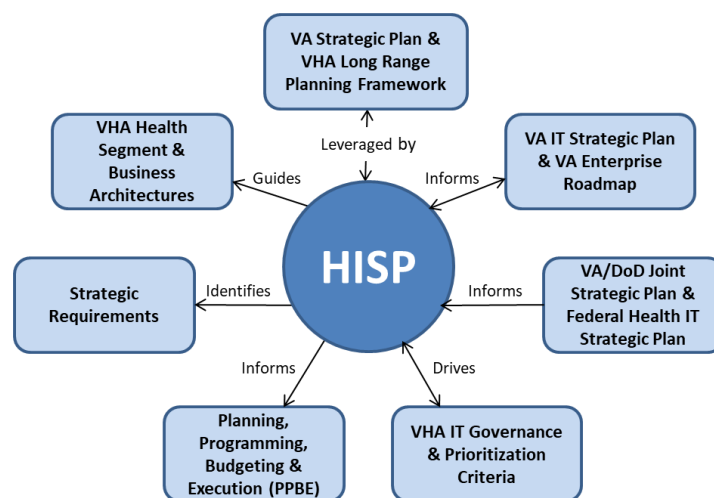 VA Strategic Plan &
VHA Long Range
Planning Framework
Leveraged by
VHA Health
Segment &
Business
Architectures
Guides
Informs
VA IT Strategic Plan
& VA Enterprise
Roadmap
HISP
Strategic
Requirements
Identifies
Informs
VA/DoD Joint
Strategic Plan &
Federal Health IT
Strategic Plan
Informs
Drives
Planning,
Programming,
Budgeting &
Execution (PPBE)
VHA IT Governance
& Prioritization
Criteria